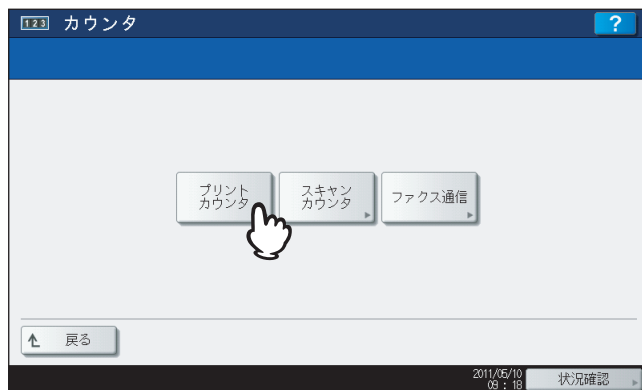 123 カウンタ ?
プリント
カウンタ
スキャン
カウンタ
ファクス通信
戻る
2011/05/10
09 : 18
状況確認